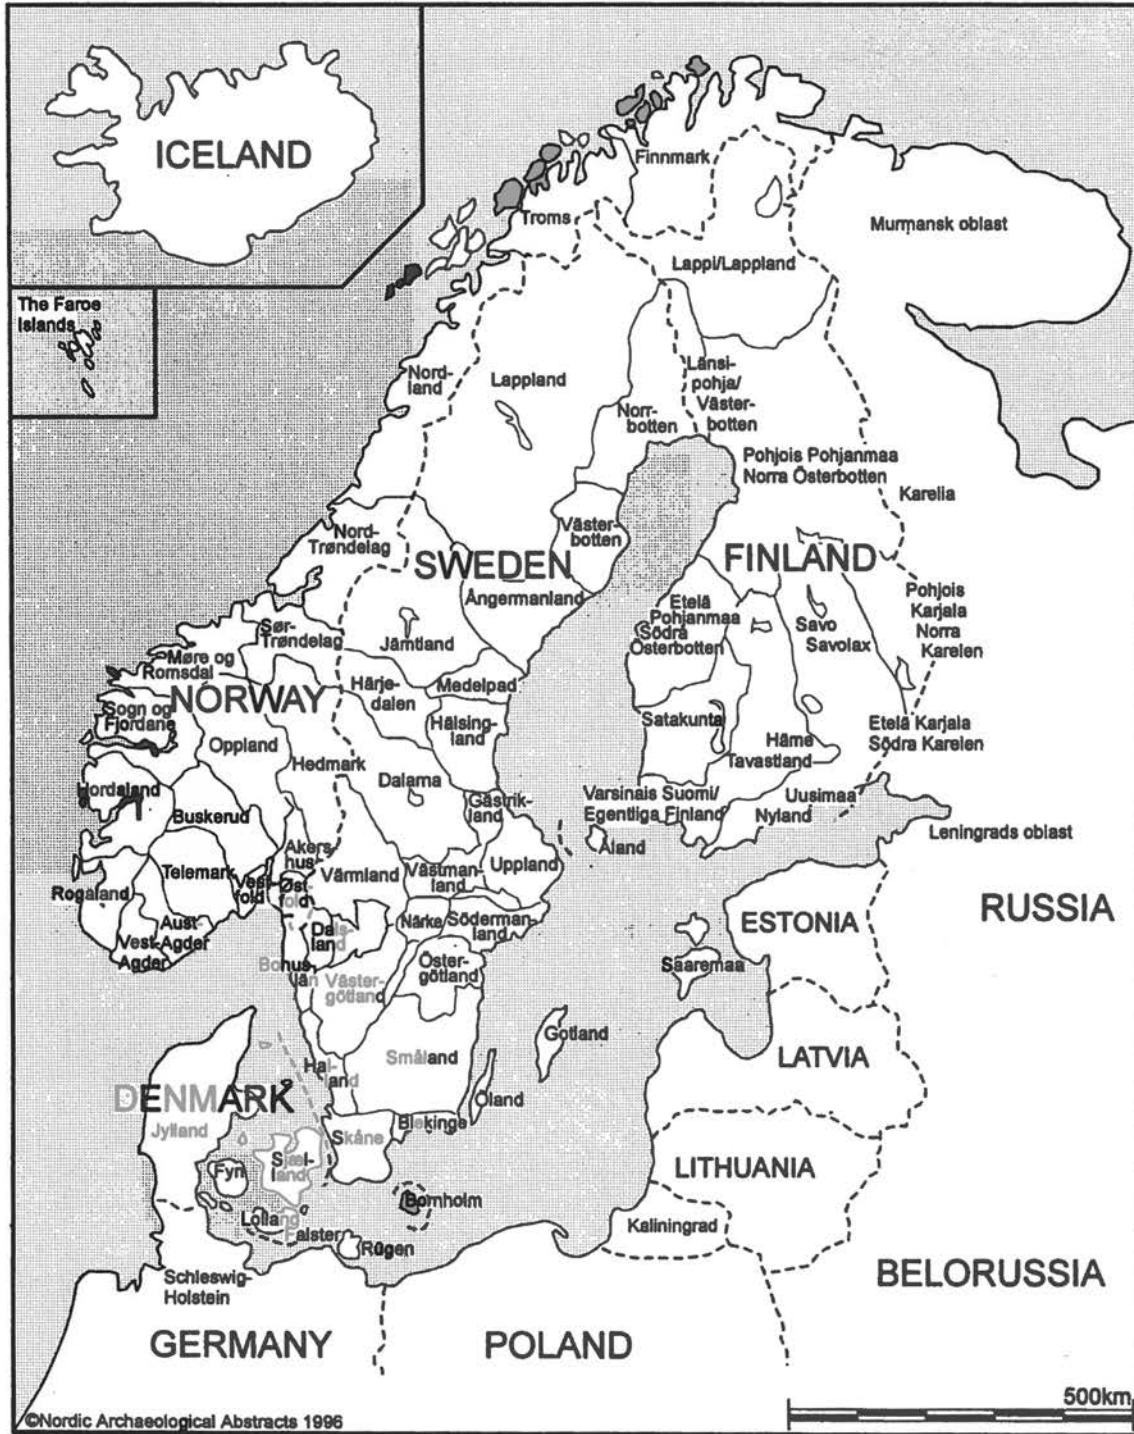 ICELAND
The Faroe
Islands
Finnmark
Troms
Murmansk oblast
Lappi/Lappland
Nord-
land
Lappland
Länsi-
pohja/
Väster-
botten
Norr-
botten
Pohjois Pohjanmaa
Norra Österbotten
Karelia
Nord-
Trøndelag
Väster-
botten
SWEDEN
FINLAND
Ångermanland
Etelä
Pohjanmaa
Södra
Österbotten
Savo
Savolax
Pohjois
Karjala
Norra
Karelen
Sør-
Trøndelag
Jämtland
Møre og
Romsdal
NORWAY
Härje-
dalen
Medelpad
Sogn og
Fjordane
Hälsing-
land
Satakunta
Etelä Karjala
Södra Karelen
Oppland
Hedmark
Häme
Tavastland
Dalarna
Hordaland
Gästrik-
land
Varsinais Suomi/
Egentliga Finland
Uusimaa
Nyland
Buskerud
Leningrads oblast
Åland
Akers
hus
Telemark
Värmland
Västman-
land
Uppland
Rogaland
Vest-
fold
Øst
fold
RUSSIA
ESTONIA
Aust-
Agder
Vest-
Agder
Dals-
land
Närke
Söderman-
land
Bohus-
län
Väster-
götland
Öster-
götland
Saaremaa
Gotland
LATVIA
Småland
Hal-
land
Öland
DENMARK
Jylland
Blekinge
Skåne
Sjæl-
land
Fyn
LITHUANIA
Bornholm
Lolland
Falster
Kaliningrad
Rügen
Schleswig-
Holstein
BELORUSSIA
GERMANY
POLAND
500km
©Nordic Archaeological Abstracts 1996